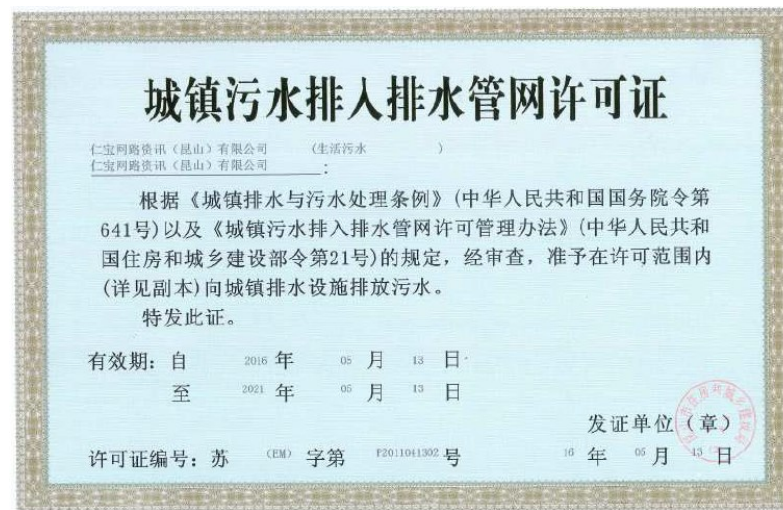 城镇污水排入排水管网许可证
仁宝网路资讯（昆山）有限公司 （生活污水 ）
仁宝网路资讯（昆山）有限公司 ：
根据《城镇排水与污水处理条例》(中华人民共和国国务院令第
641号)以及《城镇污水排入排水管网许可管理办法》(中华人民共和
国住房和城乡建设部令第21号)的规定，经审查，准予在许可范围内
(详见副本)向城镇排水设施排放污水。
特发此证。
有效期：自 2016 年 05 月 13 日
至 2021 年 05 月 13 日
发证单位（章）
许可证编号：苏 （EM） 字第 F2011041302 号 16 年 05 月 13 日